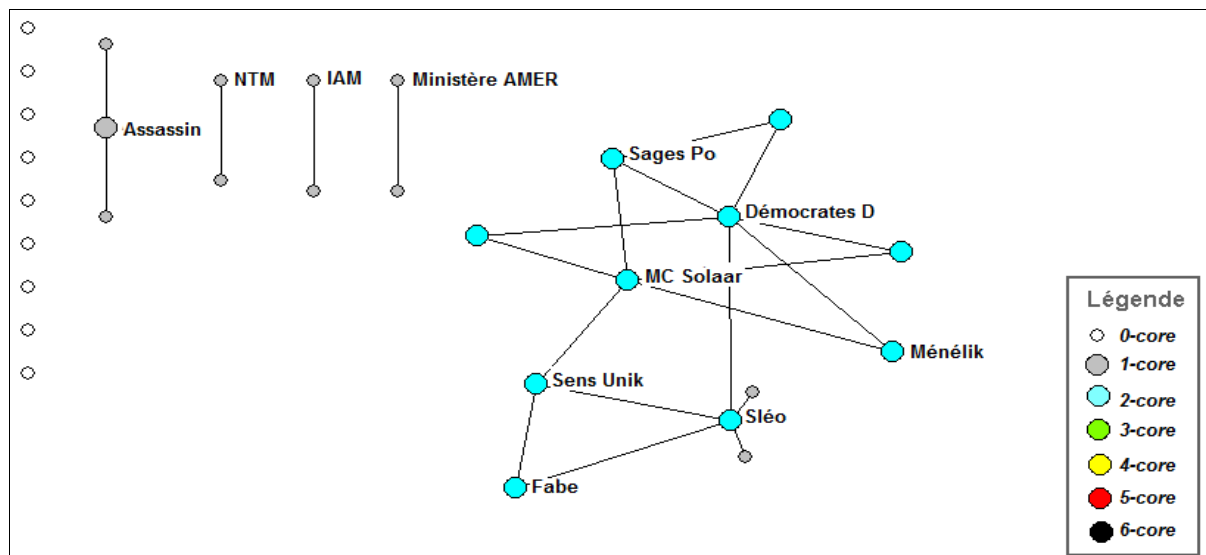 NTM
IAM
Ministère AMER
Assassin
Sages Po
Démocrates D
MC Solaar
Ménélik
Sens Unik
Sléo
Fabe
Légende
0-core
1-core
2-core
3-core
4-core
5-core
6-core